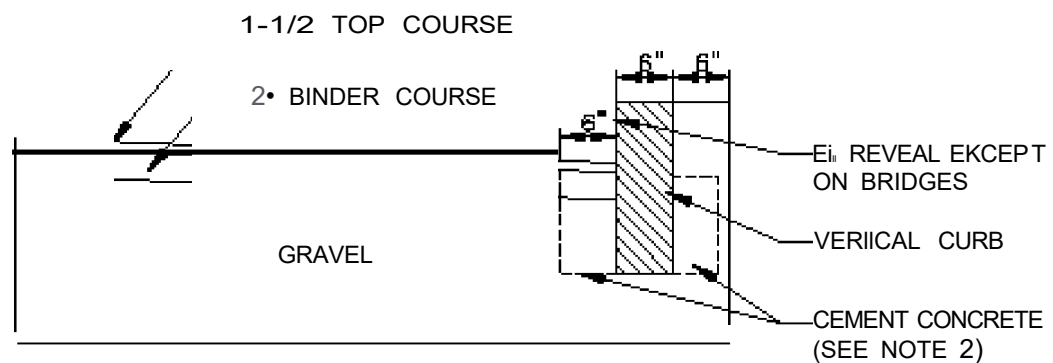 1-1/2 TOP COURSE
6" 6"
2• BINDER COURSE
6"
Ei॥ REVEAL EKCEPT
ON BRIDGES
VERIICAL CURB
GRAVEL
CEMENT CONCRETE
(SEE NOTE 2)